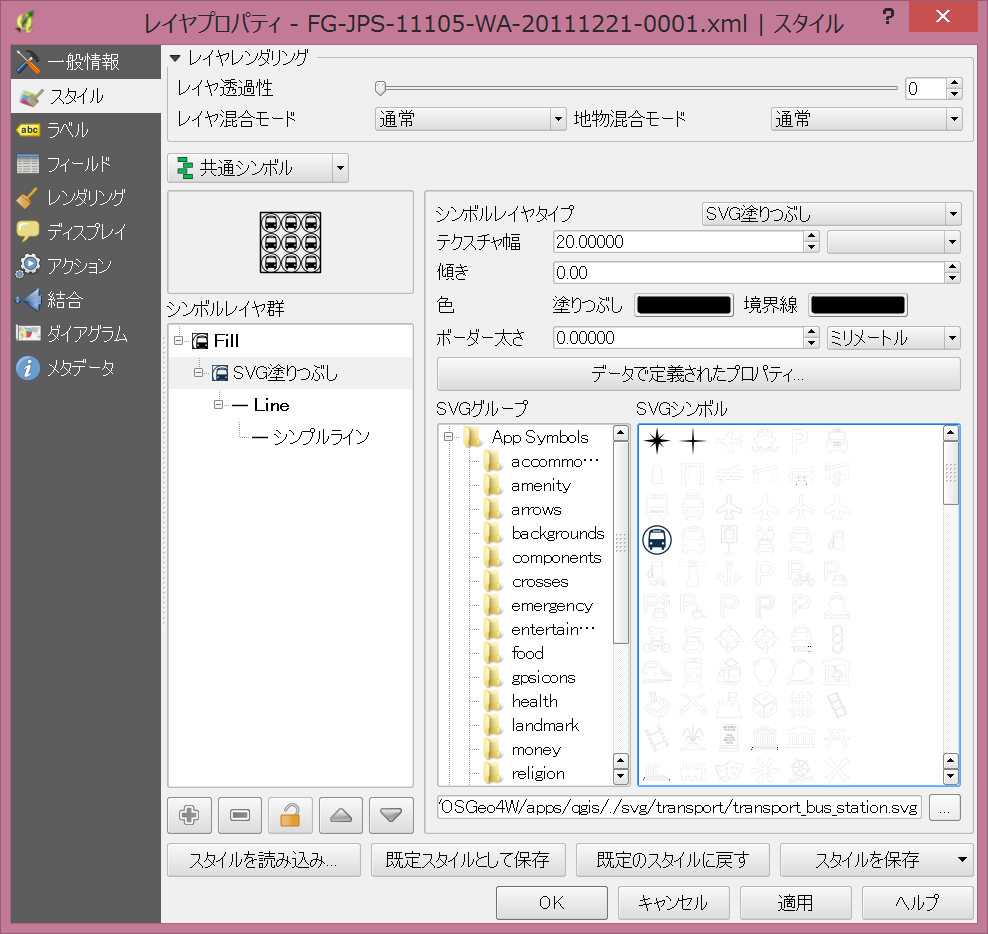 レイヤプロパティ - FG-JPS-11105-WA-20111221-0001.xml | スタイル
?
一般情報
スタイル
abc ラベル
フィールド
レンダリング
ディスプレイ
アクション
結合
ダイアグラム
メタデータ
レイヤレンダリング
レイヤ透過性
0
レイヤ混合モード 通常 地物混合モード 通常
共通シンボル
シンボルレイヤ群
Fill
SVG塗りつぶし
Line
シンプルライン
シンボルレイヤタイプ SVG塗りつぶし
テクスチャ幅 20.00000
傾き 0.00
色 塗りつぶし 境界線
ボーダー太さ 0.00000 ミリメートル
データで定義されたプロパティ...
SVGグループ
App Symbols
accommo…
amenity
arrows
backgrounds
components
crosses
emergency
entertain…
food
gpsicons
health
landmark
money
religion
SVGシンボル
'OSGeo4W/apps/qgis/./svg/transport/transport_bus_station.svg
...
スタイルを読み込み... 既定スタイルとして保存 既定のスタイルに戻す スタイルを保存
OK キャンセル 適用 ヘルプ